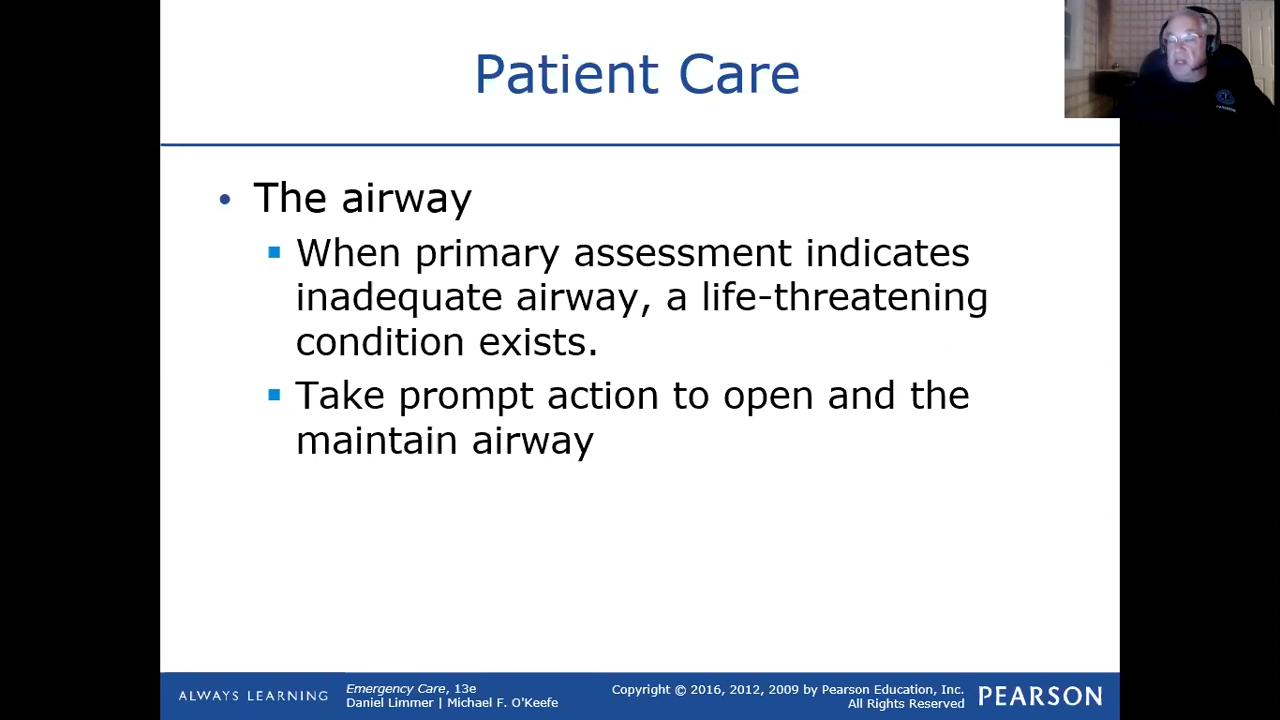 Patient Care
• The airway
▪ When primary assessment indicates
inadequate airway, a life-threatening
condition exists.
▪ Take prompt action to open and the
maintain airway
ALWAYS LEARNING
Emergency Care, 13e
Daniel Limmer | Michael F. O'Keefe
Copyright © 2016, 2012, 2009 by Pearson Education, Inc.
All Rights Reserved
PEARSON